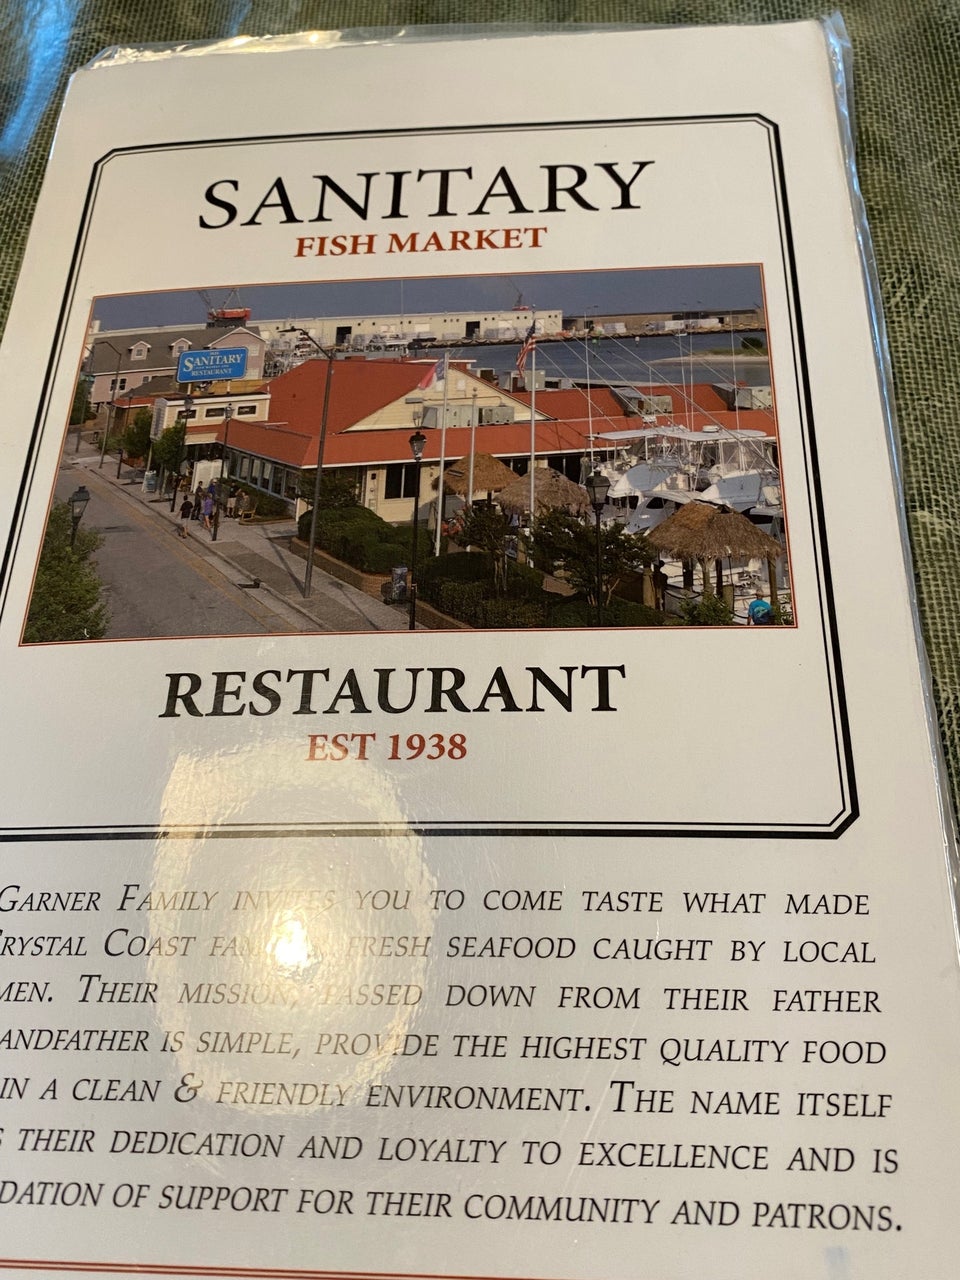 SANITARY
FISH MARKET
SANITARY
RESTAURANT
RESTAURANT
EST 1938
GARNER FAMILY INVITES YOU TO COME TASTE WHAT MADE
CRYSTAL COAST FRESH SEAFOOD CAUGHT BY LOCAL
MEN. THEIR MISSION, PASSED DOWN FROM THEIR FATHER
ANDFATHER IS SIMPLE, PROVIDE THE HIGHEST QUALITY FOOD
IN A CLEAN & FRIENDLY ENVIRONMENT. THE NAME ITSELF
THEIR DEDICATION AND LOYALTY TO EXCELLENCE AND IS
DATION OF SUPPORT FOR THEIR COMMUNITY AND PATRONS.